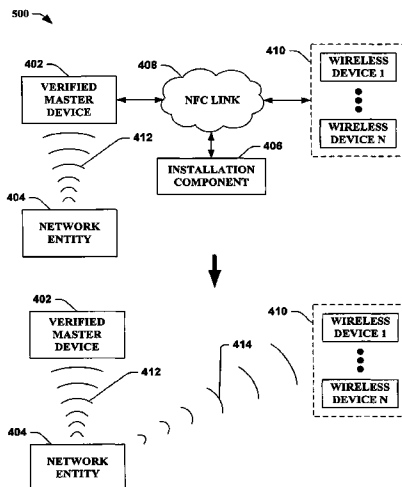 500
402
VERIFIED
MASTER
DEVICE
408
NFC LINK
410
WIRELESS
DEVICE 1
WIRELESS
DEVICE N
412
406
INSTALLATION
COMPONENT
404
NETWORK
ENTITY
402
VERIFIED
MASTER
DEVICE
412
414
410
WIRELESS
DEVICE 1
WIRELESS
DEVICE N
404
NETWORK
ENTITY